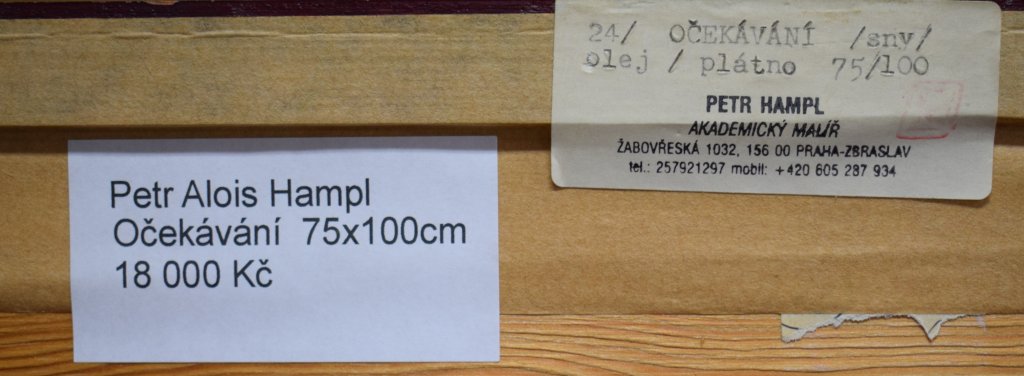 24/ OČEKÁVÁNÍ /sny/
olej / plátno 75/100
PETR HAMPL
AKADEMICKÝ MALÍŘ
ŽABOVŘESKÁ 1032, 156 00 PRAHA-ZBRASLAV
tel.: 257921297 mobil: +420 605 287 934
Petr Alois Hampl
Očekávání 75x100cm
18 000 Kč